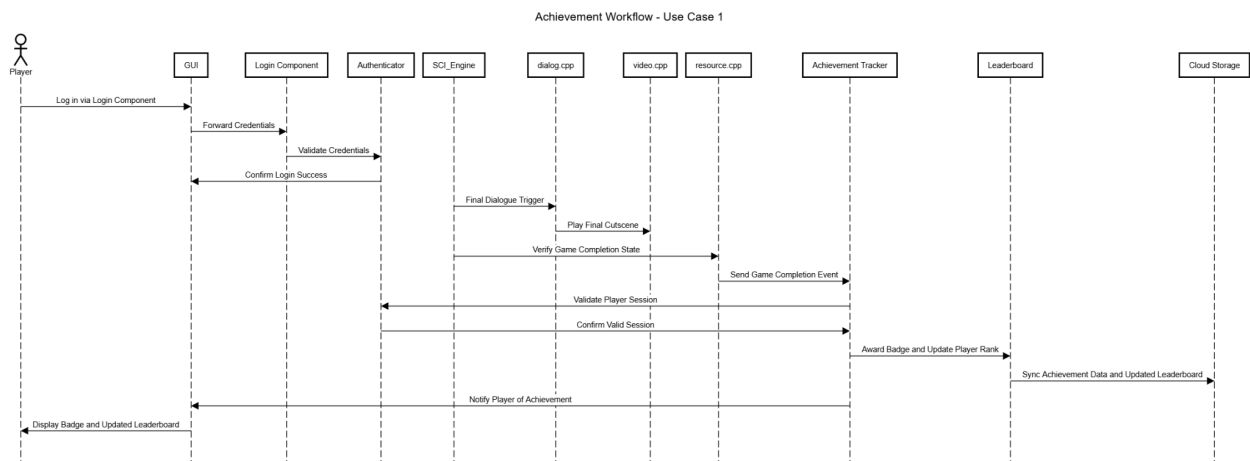 Achievement Workflow - Use Case 1
Player
GUI
Login Component
Authenticator
SCI_Engine
dialog.cpp
video.cpp
resource.cpp
Achievement Tracker
Leaderboard
Cloud Storage
Log in via Login Component
Forward Credentials
Validate Credentials
Confirm Login Success
Final Dialogue Trigger
Play Final Cutscene
Verify Game Completion State
Send Game Completion Event
Validate Player Session
Confirm Valid Session
Award Badge and Update Player Rank
Sync Achievement Data and Updated Leaderboard
Notify Player of Achievement
Display Badge and Updated Leaderboard